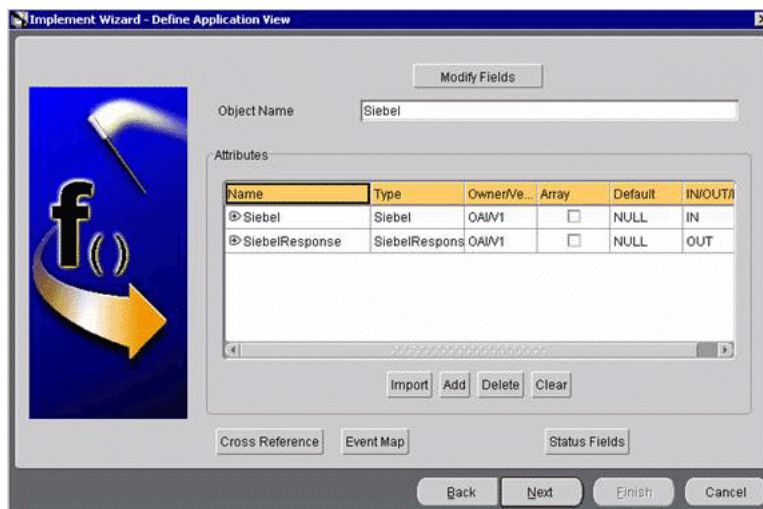 Implement Wizard - Define Application View
Modify Fields
Object Name Siebel
Attributes
Name Type Owner/Ve... Array Default IN/OUT/
Siebel Siebel OAI/V1 NULL IN
SiebelResponse SiebelRespons OAI/V1 NULL OUT
Import Add Delete Clear
Cross Reference Event Map Status Fields
Back Next Finish Cancel
f()